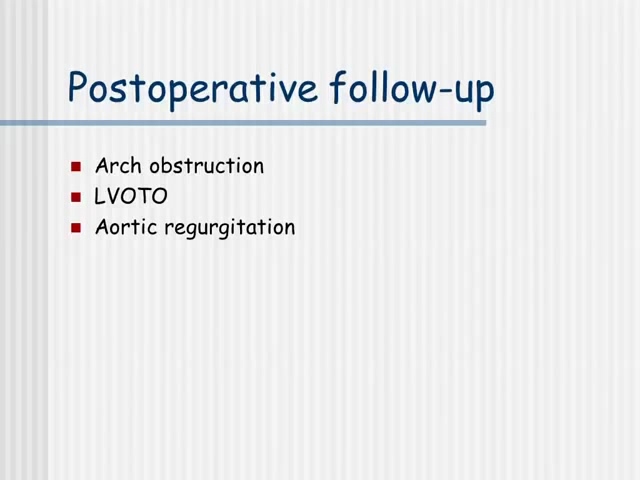 Postoperative follow-up
Arch obstruction
LVOTO
Aortic regurgitation